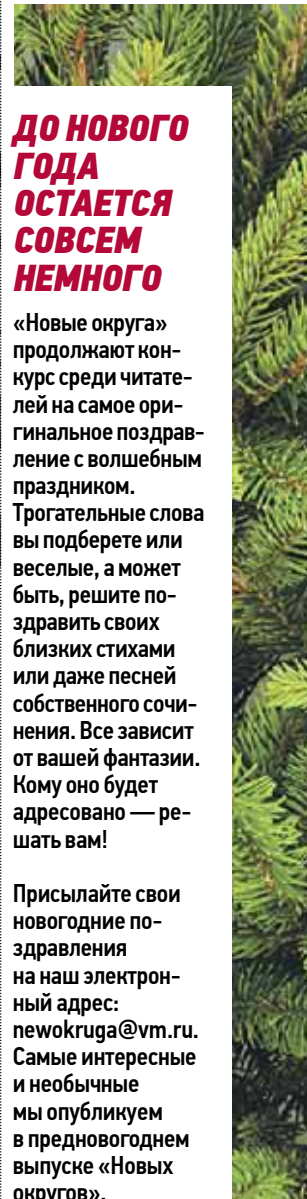 ДО НОВОГО
ГОДА
ОСТАЕТСЯ
СОВСЕМ
НЕМНОГО
«Новые округа»
продолжают кон-
курс среди читате-
лей на самое ори-
гинальное поздрав-
ление с волшебным
праздником.
Трогательные слова
вы подберете или
веселые, а может
быть, решите по-
здравить своих
близких стихами
или даже песней
собственного сочи-
нения. Все зависит
от вашей фантазии.
Кому оно будет
адресовано — ре-
шать вам!
Присылайте свои
новогодние по-
здравления
на наш электрон-
ный адрес:
newokruga@vm.ru.
Самые интересные
и необычные
мы опубликуем
в предновогоднем
выпуске «Новых
округов».